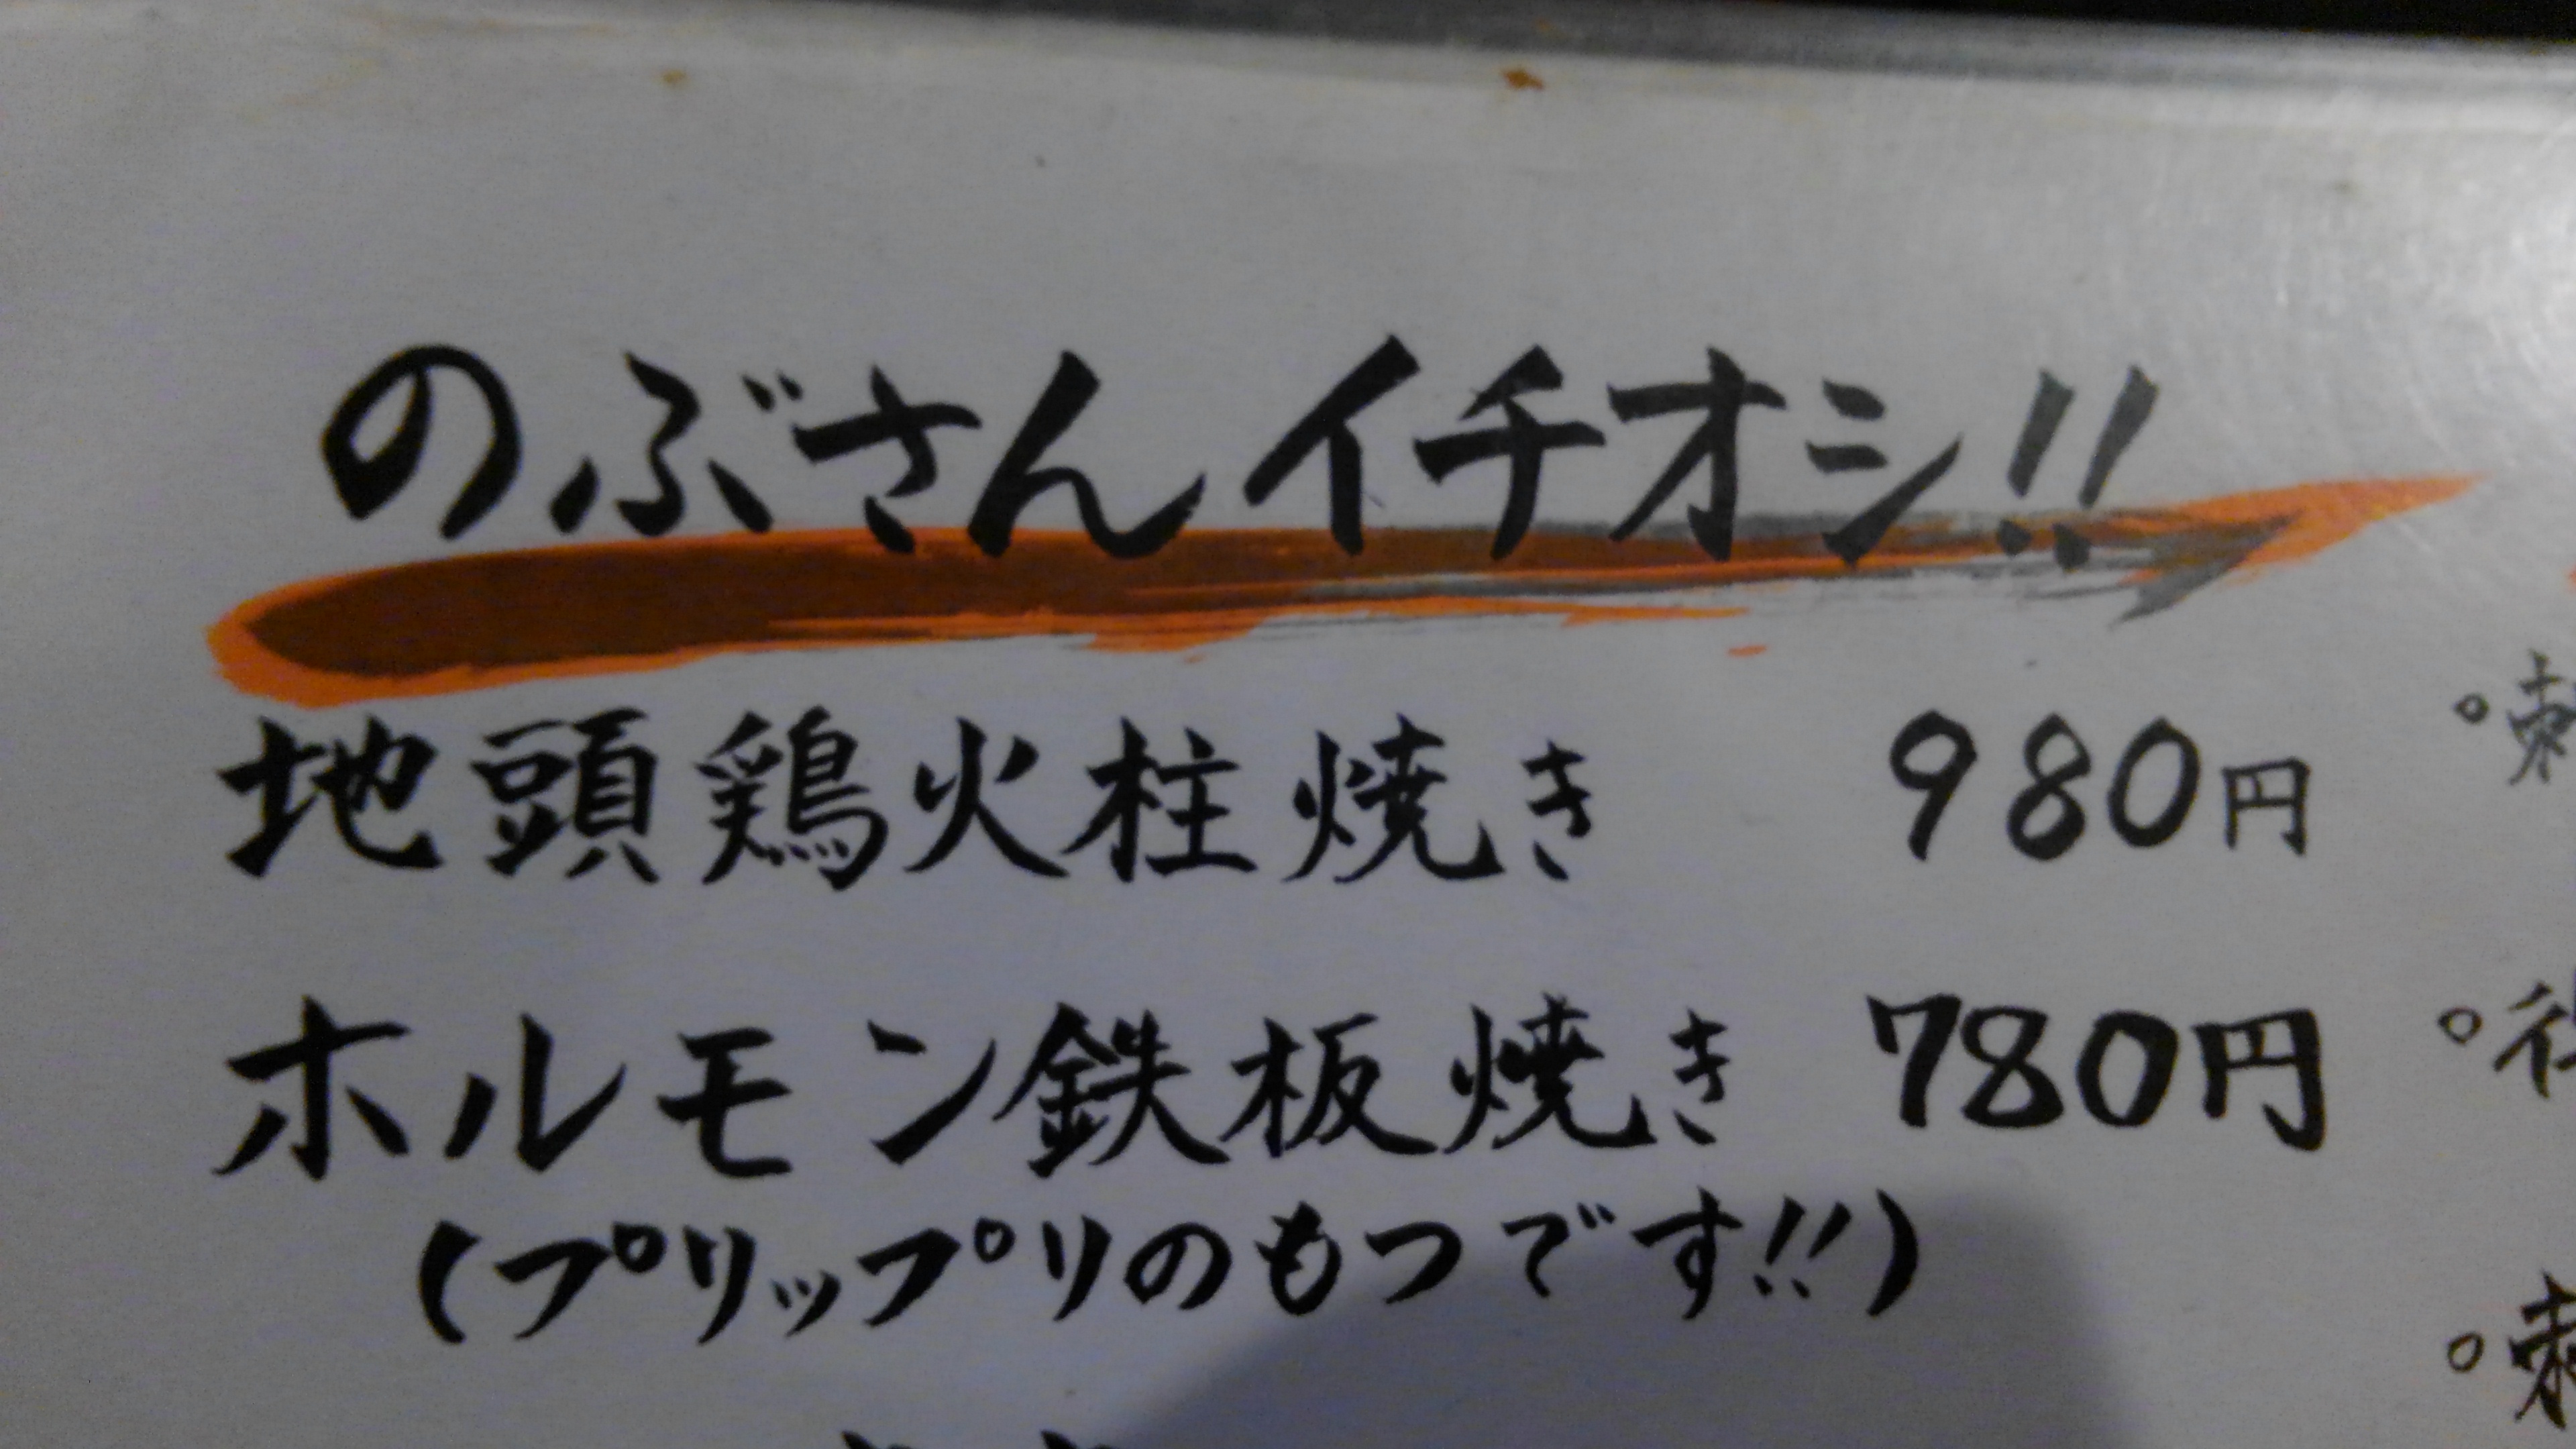 のぶさんイチオシ!!
地頭鶏火柱焼き 980円
ホルモン鉄板焼き 780円
(プリップリのもつです!!)